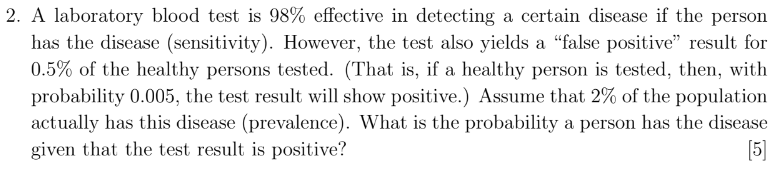 2. A laboratory blood test is 98% effective in detecting a certain disease if the person
has the disease (sensitivity). However, the test also yields a “false positive” result for
0.5% of the healthy persons tested. (That is, if a healthy person is tested, then, with
probability 0.005, the test result will show positive.) Assume that 2% of the population
actually has this disease (prevalence). What is the probability a person has the disease
given that the test result is positive? [5]